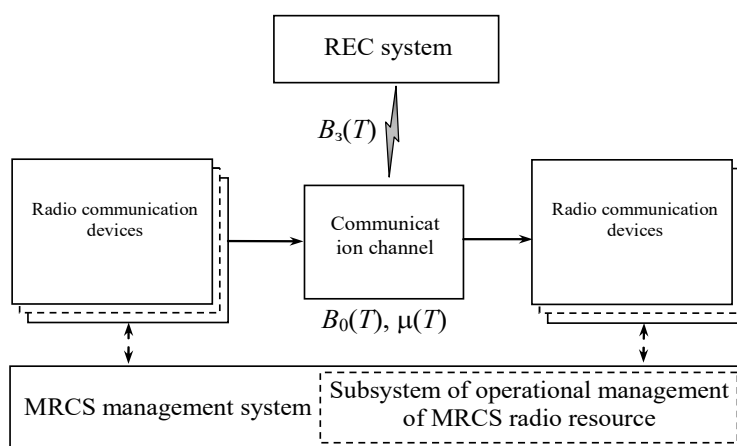 REC system
B₃(T)
Radio communication
devices
Communicat
ion channel
Radio communication
devices
B₀(T), μ(T)
MRCS management system
Subsystem of operational management
of MRCS radio resource